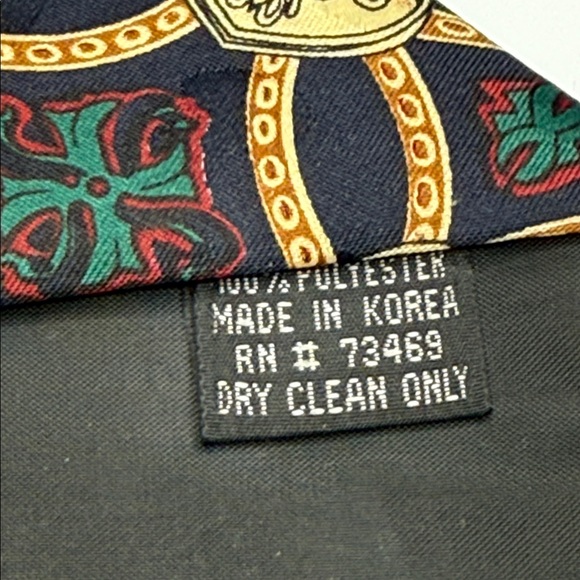 100% POLYESTER
MADE IN KOREA
RN # 73469
DRY CLEAN ONLY